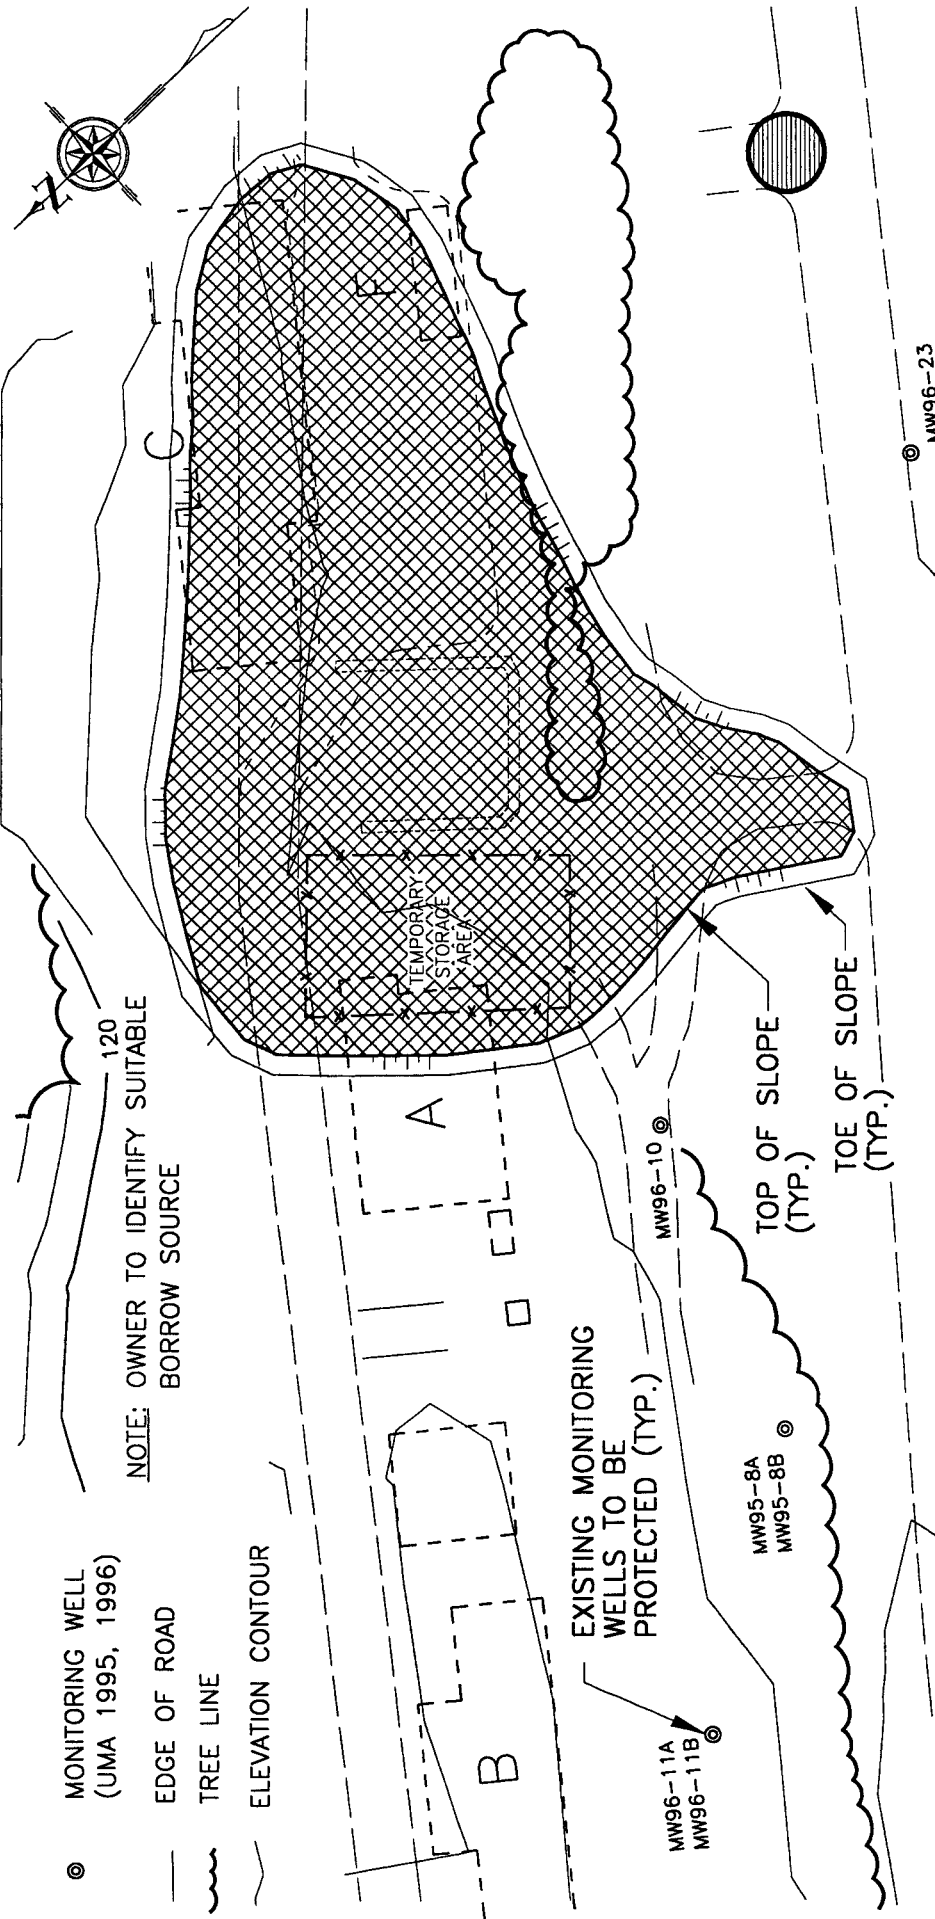 MONITORING WELL
(UMA 1995, 1996)
EDGE OF ROAD
TREE LINE
ELEVATION CONTOUR
NOTE: OWNER TO IDENTIFY SUITABLE
BORROW SOURCE
120
N
C
F
TEMPORARY
STORAGE
AREA
A
B
EXISTING MONITORING
WELLS TO BE
PROTECTED (TYP.)
MW96-11A
MW96-11B
MW95-8A
MW95-8B
MW96-10
TOP OF SLOPE
(TYP.)
TOE OF SLOPE
(TYP.)
MW96-23